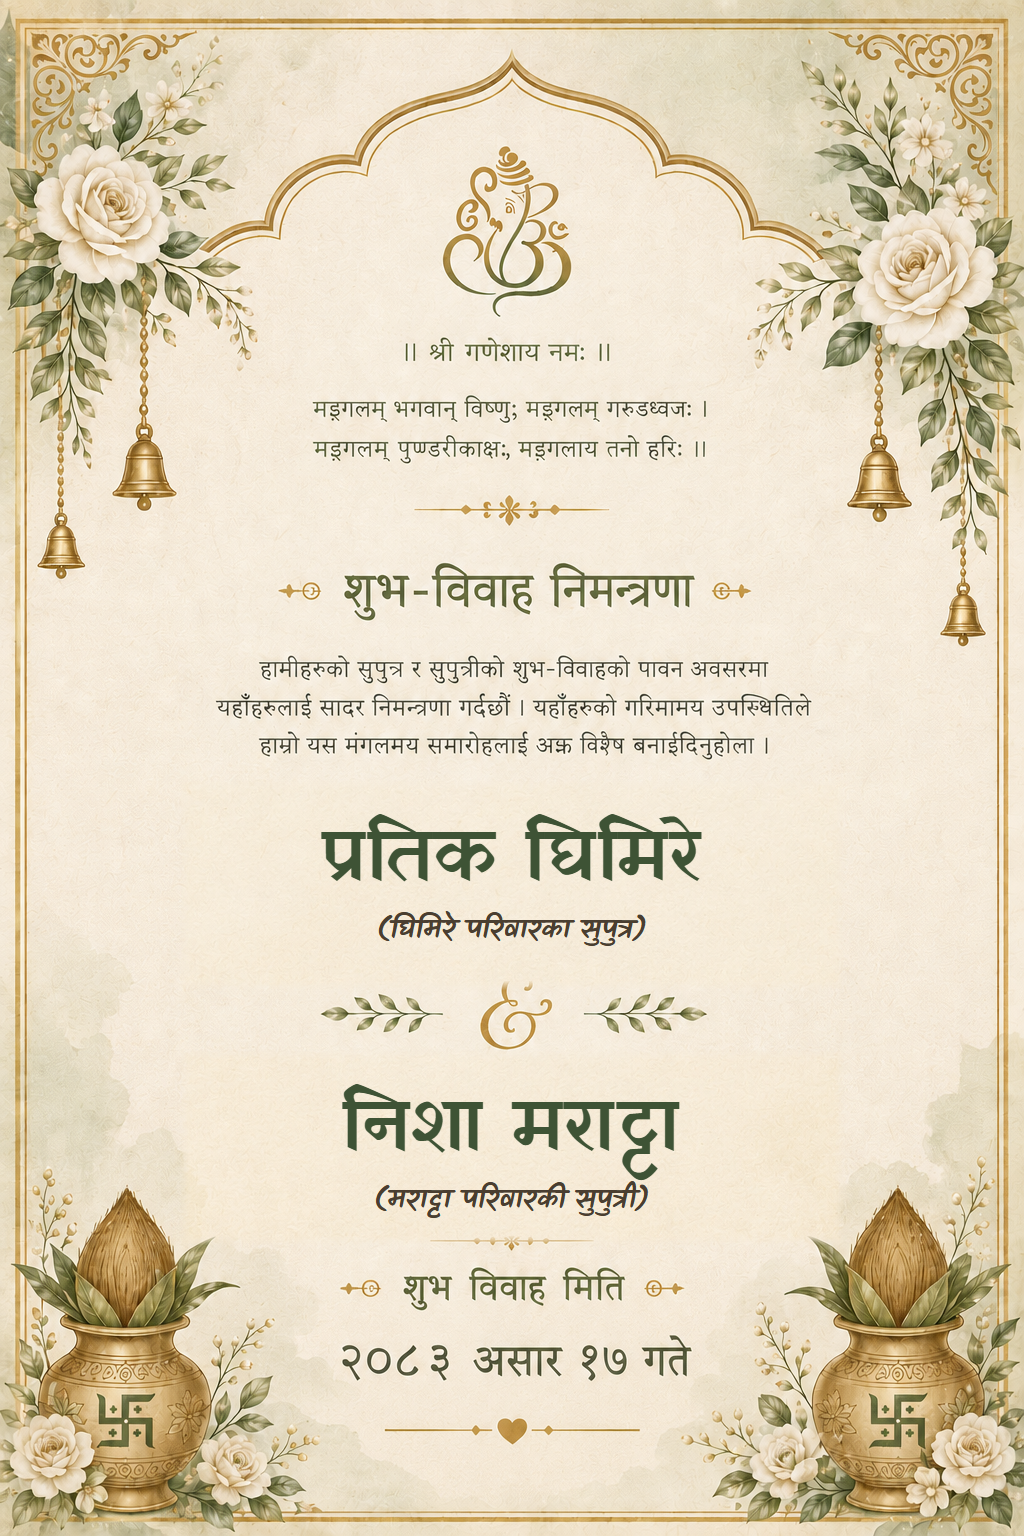 ॥ श्री गणेशाय नमः ॥
मङ्गलम् भगवान् विष्णु; मङ्गलम् गरुडध्वजः ।
मङ्गलम् पुण्डरीकाक्षः, मङ्गलाय तनो हरिः ॥
शुभ-विवाह निमन्त्रणा
हामीहरुको सुपुत्र र सुपुत्रीको शुभ-विवाहको पावन अवसरमा
यहाँहरुलाई सादर निमन्त्रणा गर्दछौं । यहाँहरुको गरिमामय उपस्थितिले
हाम्रो यस मंगलमय समारोहलाई बनाईदिनुहोला ।
प्रतिक घिमिरे
(घिमिरे परिवारका सुपुत्र)
&
निशा मराट्टा
(मराट्टा परिवारकी सुपुत्री)
शुभ विवाह मिति
२०८३ असार १७ गते